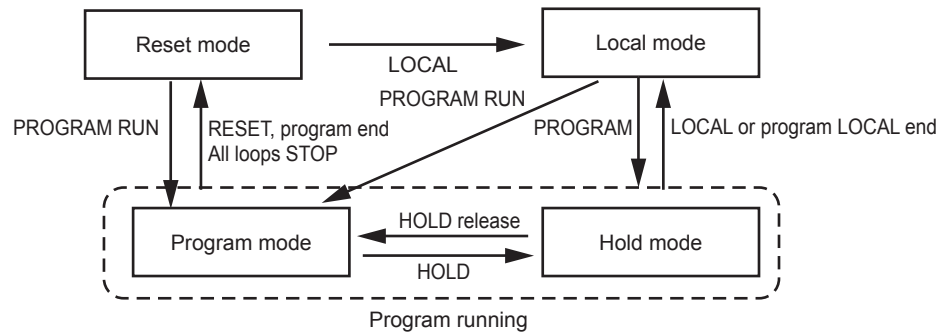 Reset mode
Local mode
LOCAL
PROGRAM RUN
PROGRAM RUN
RESET, program end
All loops STOP
PROGRAM
LOCAL or program LOCAL end
Program mode
HOLD release
HOLD
Hold mode
Program running